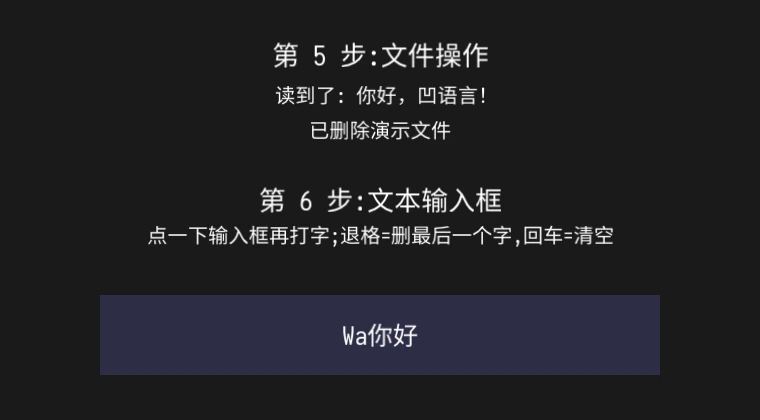 第 5 步:文件操作
读到了: 你好，凹语言!
已删除演示文件
第 6 步:文本输入框
点一下输入框再打字;退格=删最后一个字,回车=清空
Wa你好